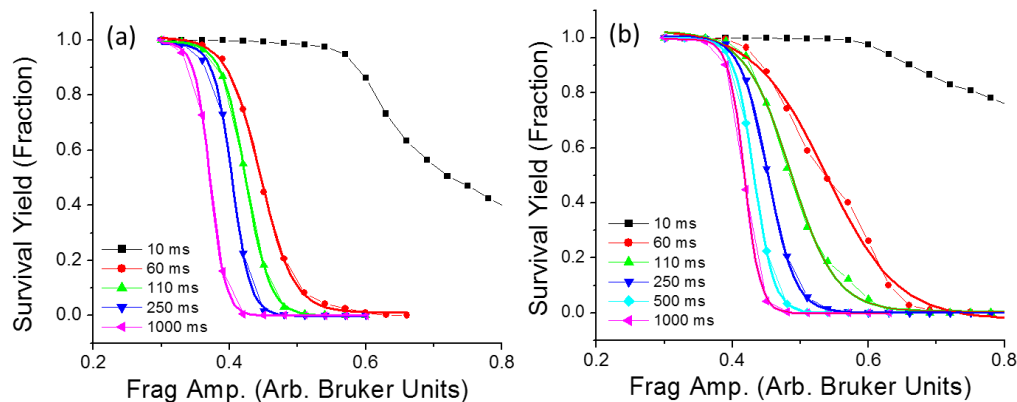 (a)
Survival Yield (Fraction)
1.0
0.8
0.6
0.4
0.2
0.0
10 ms
60 ms
110 ms
250 ms
1000 ms
0.2
0.4
0.6
0.8
Frag Amp. (Arb. Bruker Units)
(b)
Survival Yield (Fraction)
1.0
0.8
0.6
0.4
0.2
0.0
10 ms
60 ms
110 ms
250 ms
500 ms
1000 ms
0.2
0.4
0.6
0.8
Frag Amp. (Arb. Bruker Units)